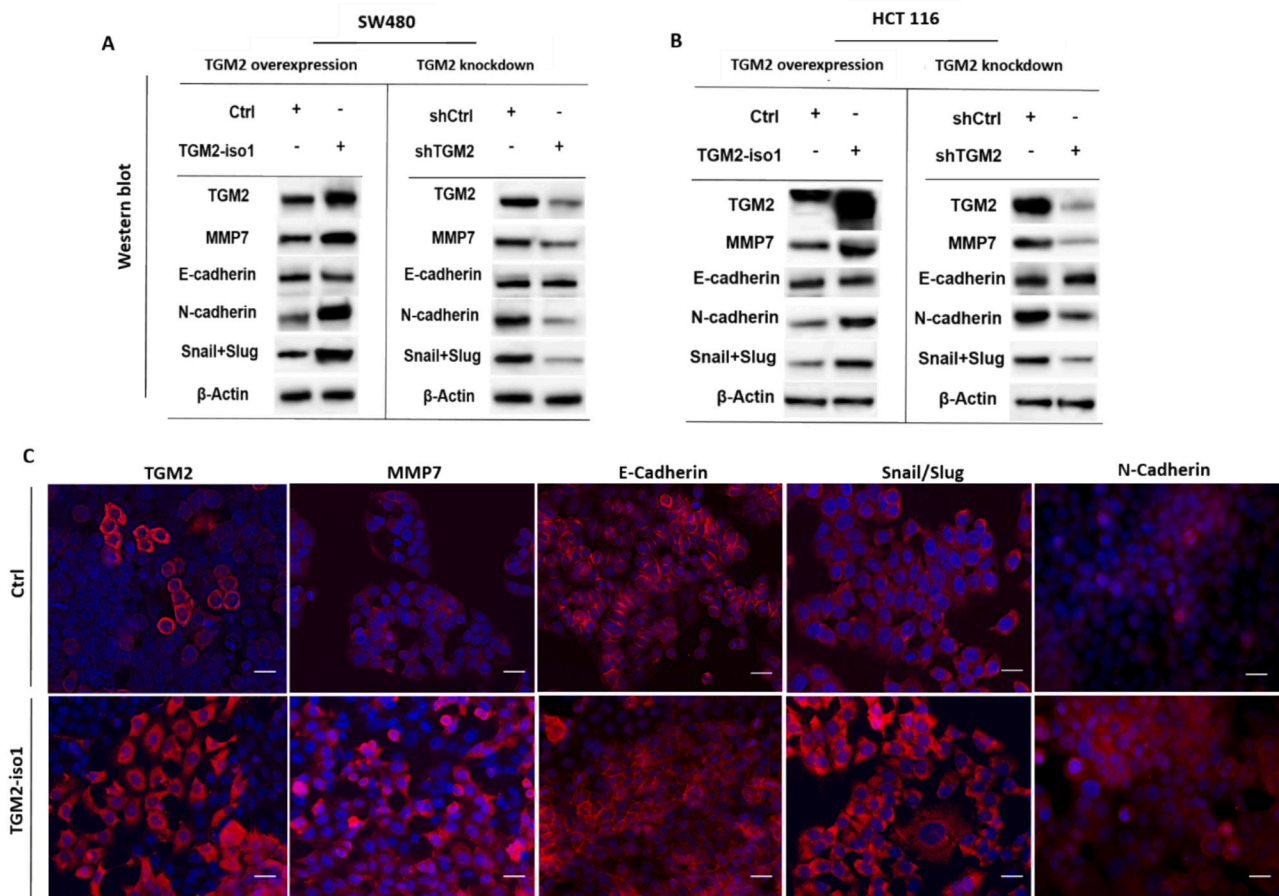 A
SW480
TGM2 overexpression TGM2 knockdown
Ctrl + - shCtrl + -
TGM2-iso1 - + shTGM2 - +
TGM2 TGM2
MMP7 MMP7
E-cadherin E-cadherin
N-cadherin N-cadherin
Snail+Slug Snail+Slug
β-Actin β-Actin
Western blot
B
HCT 116
TGM2 overexpression TGM2 knockdown
Ctrl + - shCtrl + -
TGM2-iso1 - + shTGM2 - +
TGM2 TGM2
MMP7 MMP7
E-cadherin E-cadherin
N-cadherin N-cadherin
Snail+Slug Snail+Slug
β-Actin β-Actin
C
TGM2 MMP7 E-Cadherin Snail/Slug N-Cadherin
Ctrl
TGM2-iso1